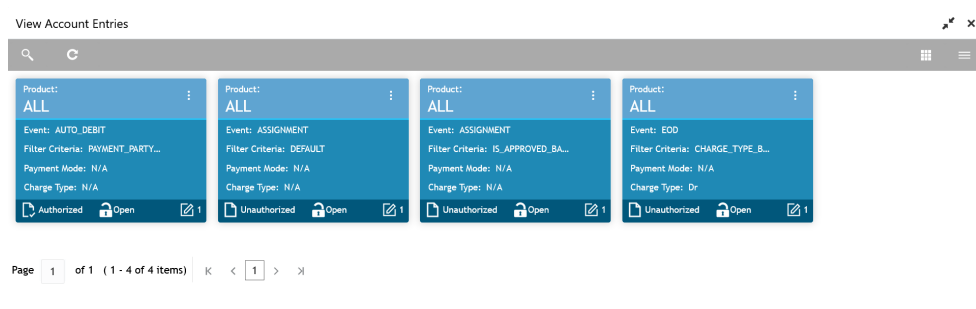 View Account Entries
Product:
ALL
Event: AUTO_DEBIT
Filter Criteria: PAYMENT_PARTY...
Payment Mode: N/A
Charge Type: N/A
Authorized Open 1
Product:
ALL
Event: ASSIGNMENT
Filter Criteria: DEFAULT
Payment Mode: N/A
Charge Type: N/A
Unauthorized Open 1
Product:
ALL
Event: ASSIGNMENT
Filter Criteria: IS_APPROVED_BA...
Payment Mode: N/A
Charge Type: N/A
Unauthorized Open 1
Product:
ALL
Event: EOD
Filter Criteria: CHARGE_TYPE_B...
Payment Mode: N/A
Charge Type: Dr
Unauthorized Open 1
Page 1 of 1 ( 1 - 4 of 4 items) 1